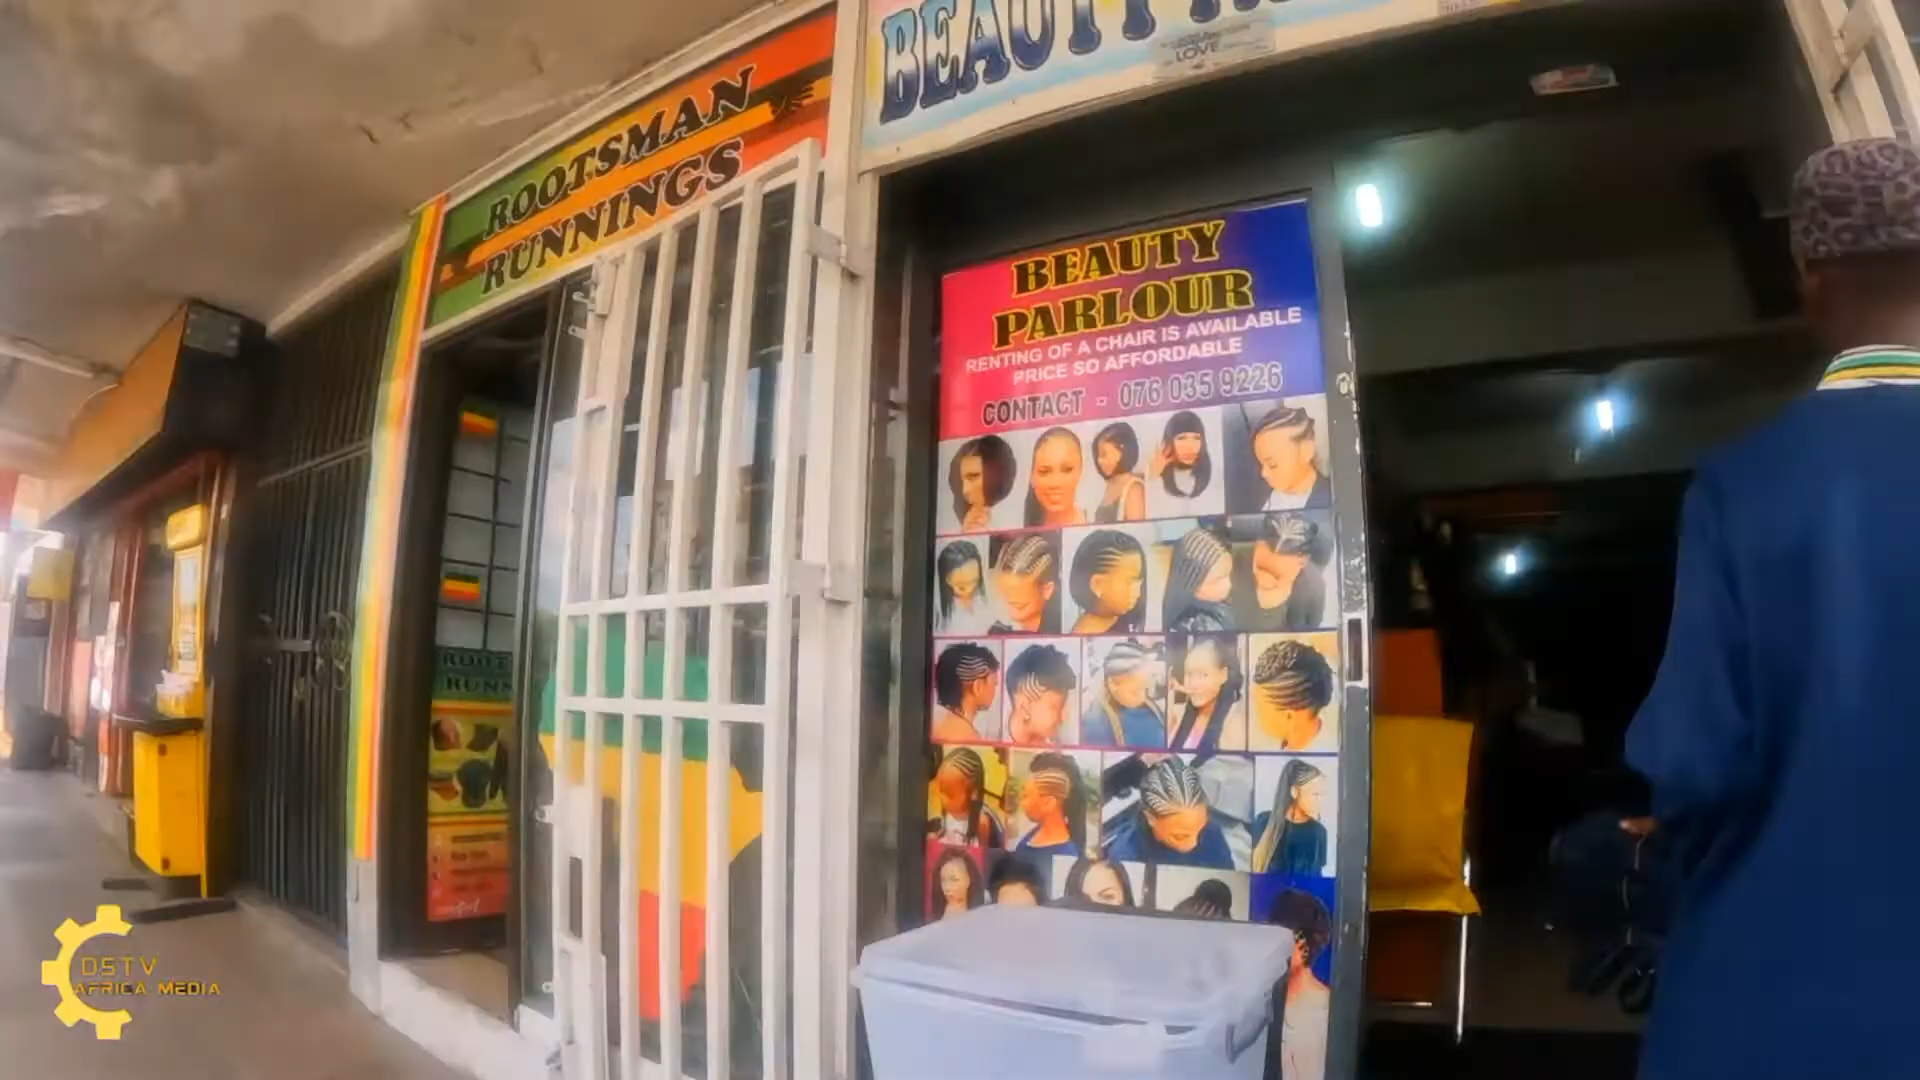 ROOTSMAN
RUNNINGS
BEAUTY
LOVE
BEAUTY
PARLOUR
RENTING OF A CHAIR IS AVAILABLE
PRICE SO AFFORDABLE
CONTACT - 076 035 9226
ROOT
RUNN
DSTV
AFRICA MEDIA